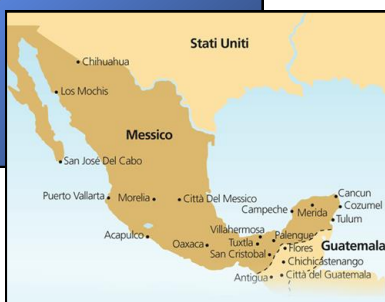 Stati Uniti
Chihuahua
Los Mochis
Messico
San José Del Cabo
Puerto Vallarta
Morelia
Città Del Messico
Cancun
Cozumel
Campeche
Merida
Tulum
Acapulco
Villahermosa
Palenque
Oaxaca
Tuxtla
Flores
Guatemala
San Cristobal
Chichicastenango
Antigua
Città del Guatemala